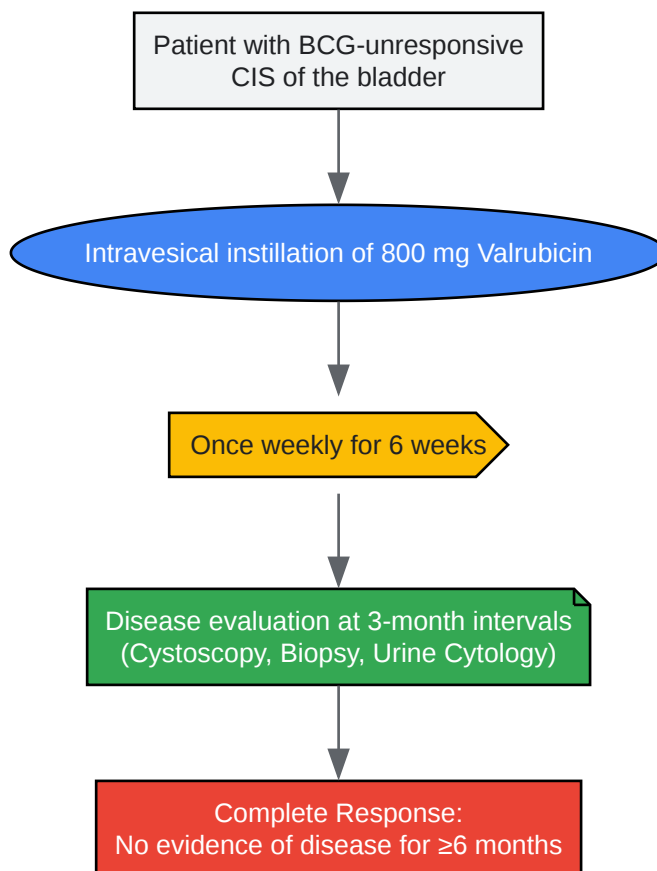 Patient with BCG-unresponsive
CIS of the bladder
Intravesical instillation of 800 mg Valrubicin
Once weekly for 6 weeks
Disease evaluation at 3-month intervals
(Cystoscopy, Biopsy, Urine Cytology)
Complete Response:
No evidence of disease for ≥6 months